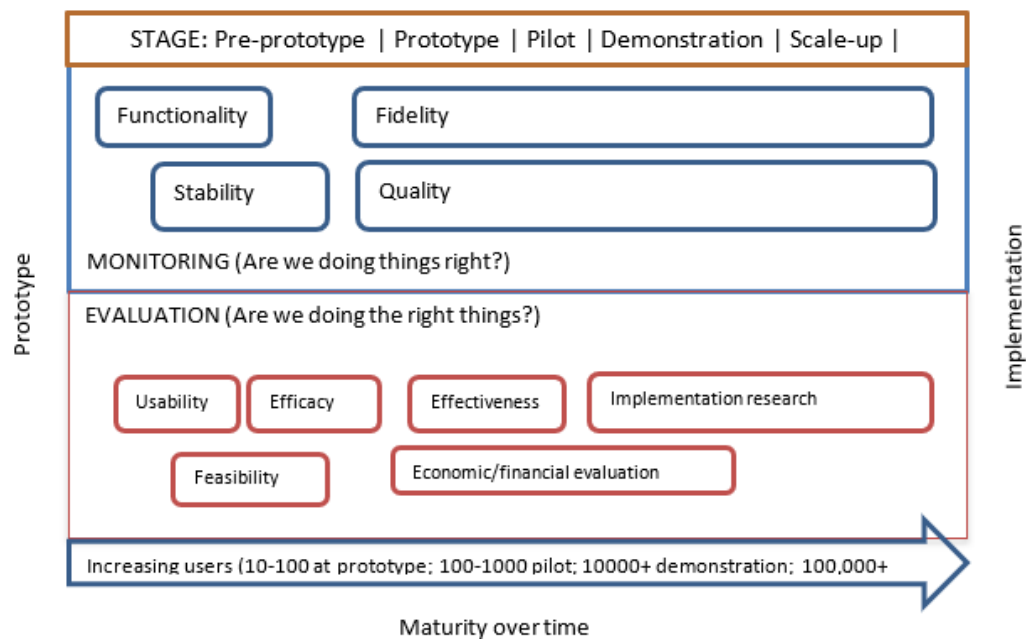 STAGE: Pre-prototype | Prototype | Pilot | Demonstration | Scale-up |
Functionality
Fidelity
Stability
Quality
MONITORING (Are we doing things right?)
Prototype
Implementation
EVALUATION (Are we doing the right things?)
Usability
Efficacy
Effectiveness
Implementation research
Feasibility
Economic/financial evaluation
Increasing users (10-100 at prototype; 100-1000 pilot; 10000+ demonstration; 100,000+
Maturity over time